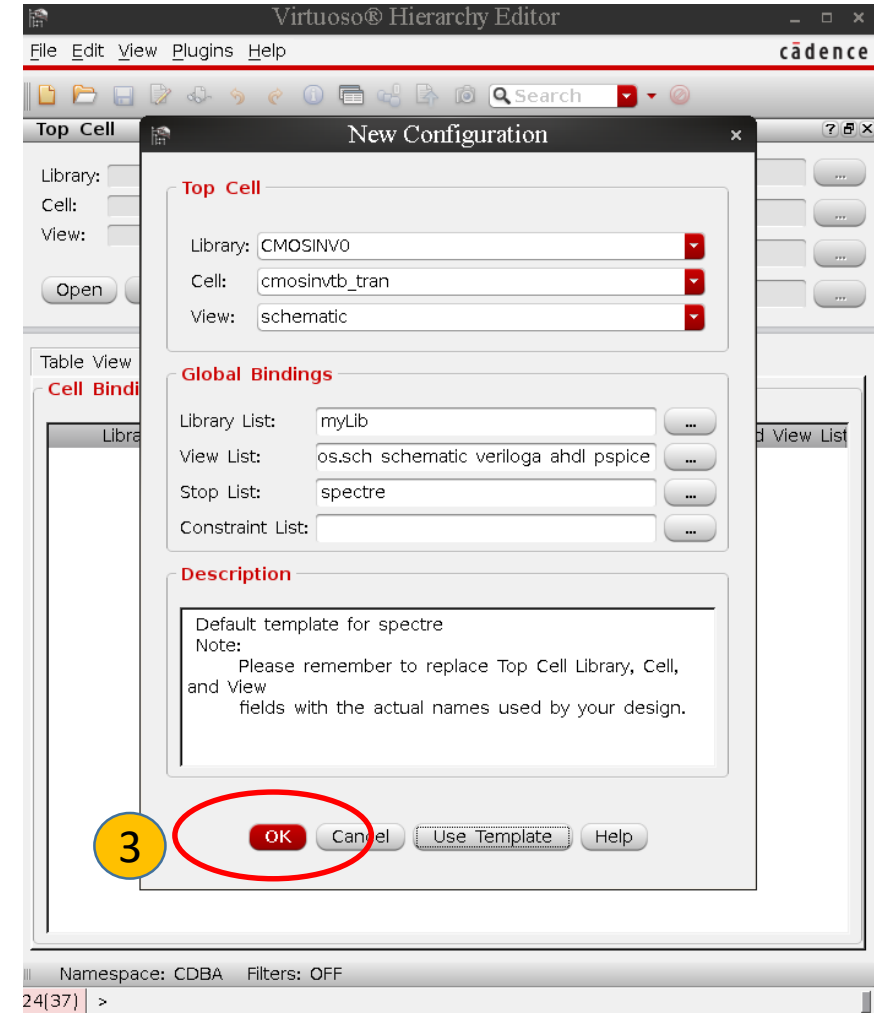 Virtuoso® Hierarchy Editor
File Edit View Plugins Help
cādence
Search
Top Cell
Library:
Cell:
View:
Open
Table View
Cell Bindi
Libra
d View List
New Configuration
Top Cell
Library: CMOSINV0
Cell: cmosinvtb_tran
View: schematic
Global Bindings
Library List: myLib ...
View List: os.sch schematic veriloga ahdl pspice ...
Stop List: spectre ...
Constraint List: ...
Description
Default template for spectre
Note:
Please remember to replace Top Cell Library, Cell,
and View
fields with the actual names used by your design.
3
OK Cancel Use Template Help
Namespace: CDBA Filters: OFF
24(37) >